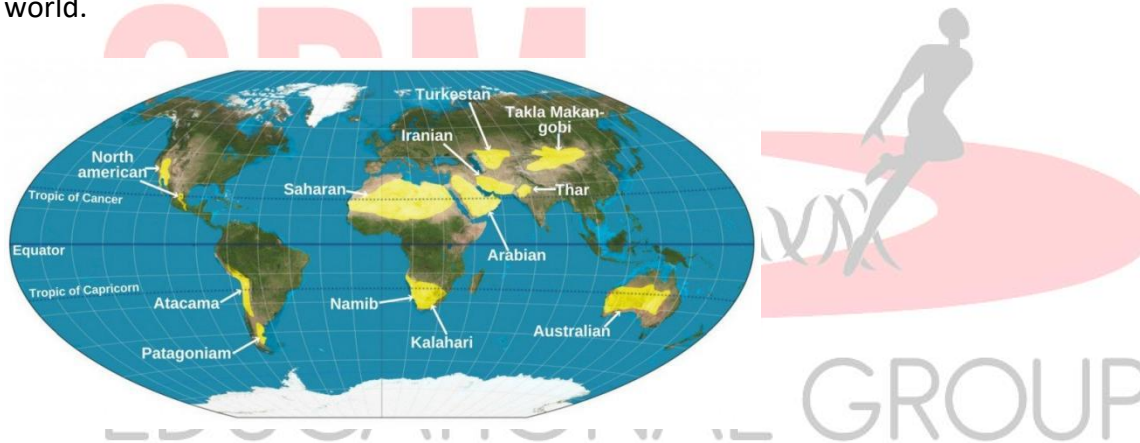 world.
Turkestan
Takla Makan-
gobi
Iranian
North
american
Saharan
Thar
Tropic of Cancer
Arabian
Equator
Tropic of Capricorn
Atacama
Namib
Australian
Kalahari
Patagoniam
GROUP
EDUCATIONAL